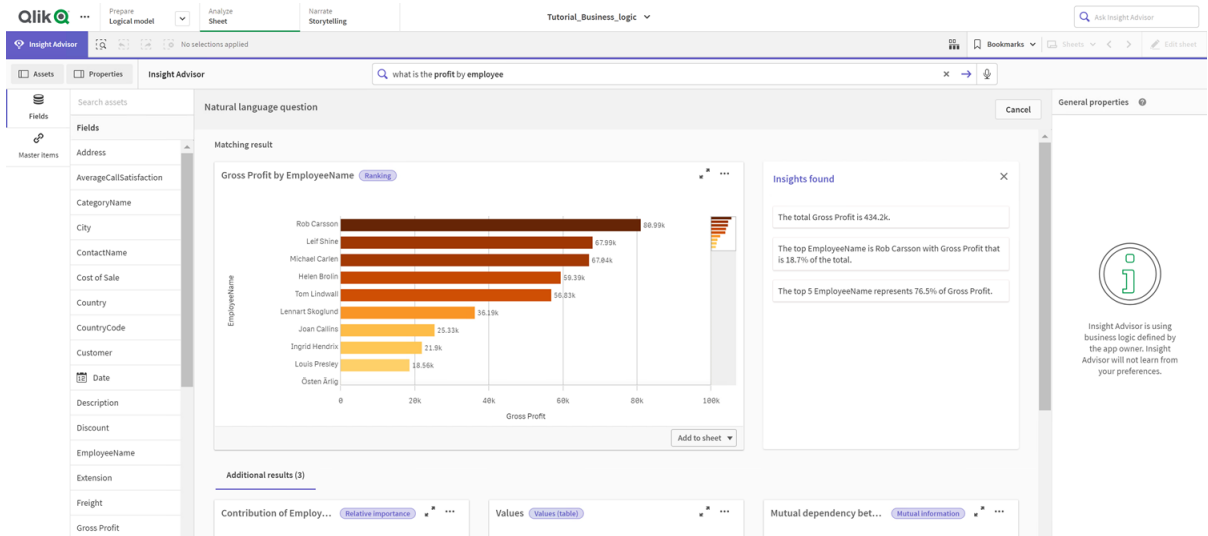 Qlik
Prepare
Logical model
Analyze
Sheet
Narrate
Storytelling
Tutorial_Business_logic
Ask Insight Advisor
Insight Advisor
No selections applied
Bookmarks
Sheets
Edit sheet
Assets
Properties
Insight Advisor
what is the profit by employee
Fields
Master items
Search assets
Fields
Address
AverageCallSatisfaction
CategoryName
City
ContactName
Cost of Sale
Country
CountryCode
Customer
Date
Description
Discount
EmployeeName
Extension
Freight
Gross Profit
Natural language question
Cancel
Matching result
Gross Profit by EmployeeName Ranking
EmployeeName
Rob Carsson 80.99k
Leif Shine 67.99k
Michael Carlen 67.04k
Helen Brolin 59.39k
Tom Lindwall 56.83k
Lennart Skoglund 36.19k
Joan Callins 25.33k
Ingrid Hendrix 21.9k
Louis Presley 18.56k
Östen Ärlig
0 20k 40k 60k 80k 100k
Gross Profit
Add to sheet
Insights found
The total Gross Profit is 434.2k.
The top EmployeeName is Rob Carsson with Gross Profit that
is 18.7% of the total.
The top 5 EmployeeName represents 76.5% of Gross Profit.
Additional results (3)
Contribution of Employ... Relative importance
Values Values (table)
Mutual dependency bet... Mutual information
General properties
Insight Advisor is using
business logic defined by
the app owner. Insight
Advisor will not learn from
your preferences.